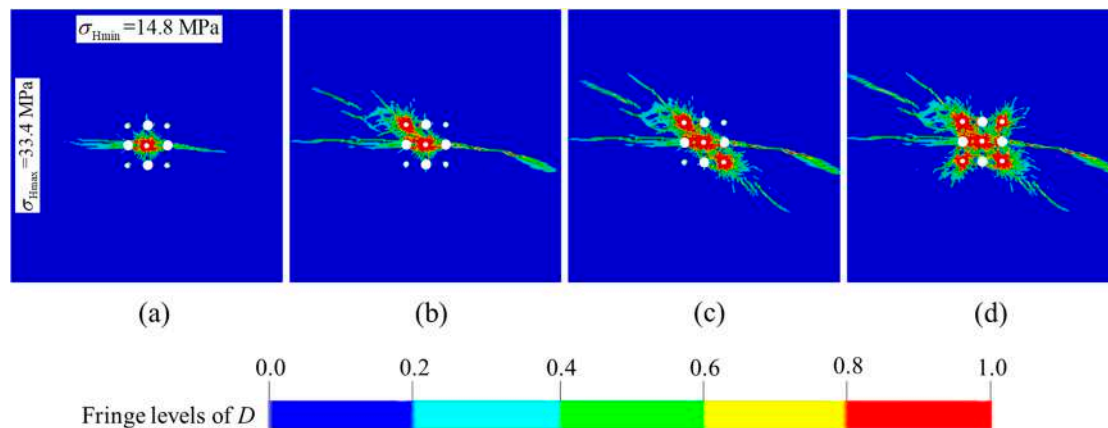 σHmin =14.8 MPa
σHmax =33.4 MPa
(a) (b) (c) (d)
0.0 0.2 0.4 0.6 0.8 1.0
Fringe levels of D